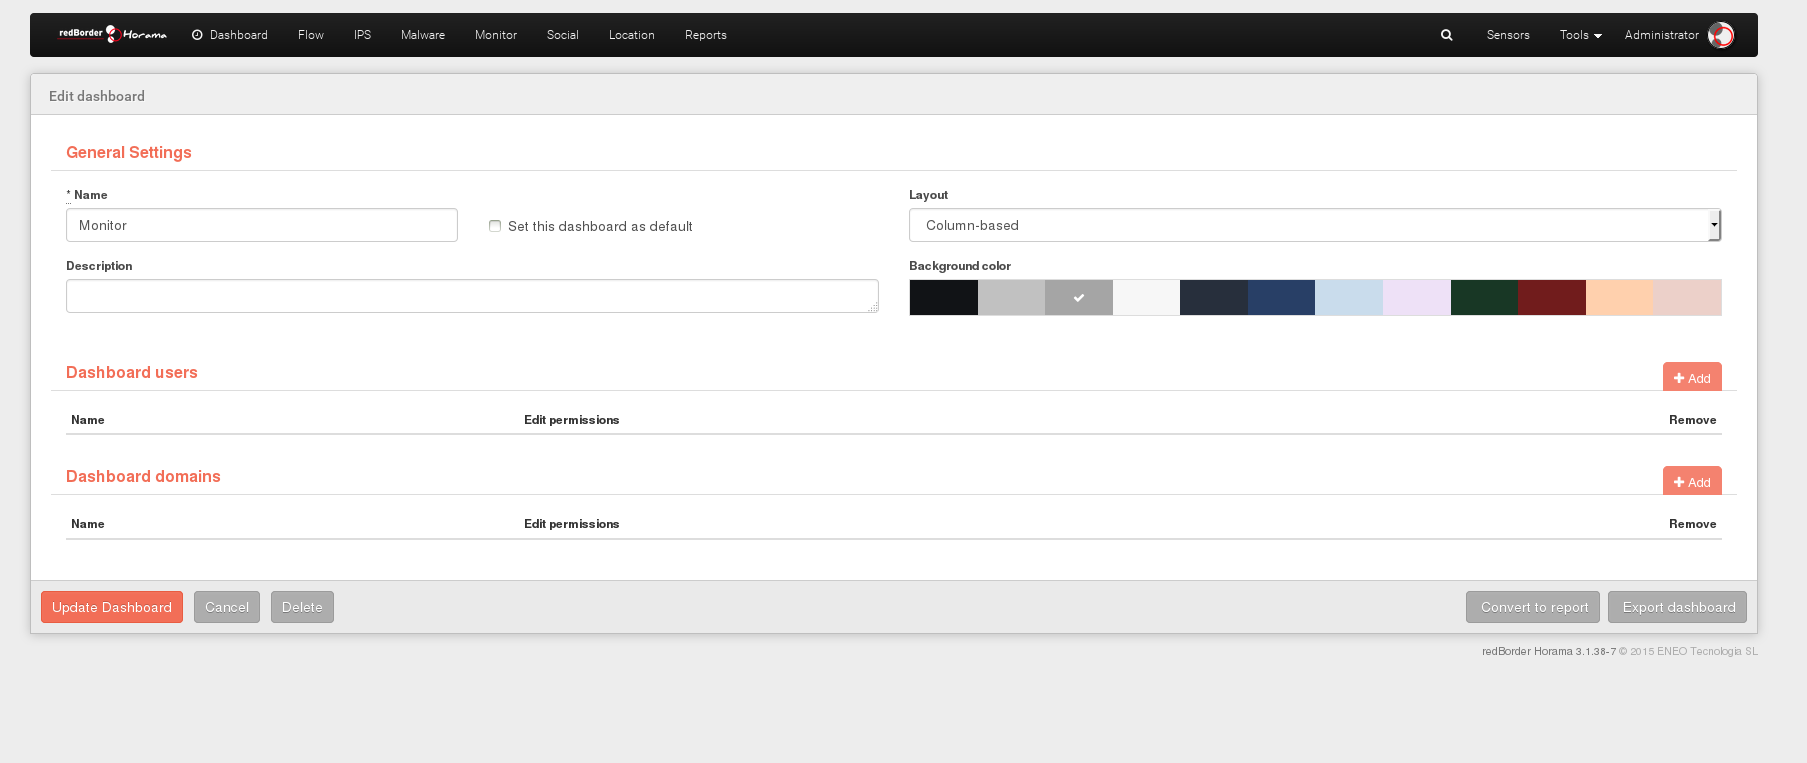 redBorder Horama Dashboard Flow IPS Malware Monitor Social Location Reports Sensors Tools Administrator
Edit dashboard
General Settings
* Name
Monitor
Set this dashboard as default
Layout
Column-based
Description
Background color
Dashboard users
Add
Name Edit permissions Remove
Dashboard domains
Add
Name Edit permissions Remove
Update Dashboard Cancel Delete Convert to report Export dashboard
redBorder Horama 3.1.38-7 © 2015 ENEO Tecnologia SL